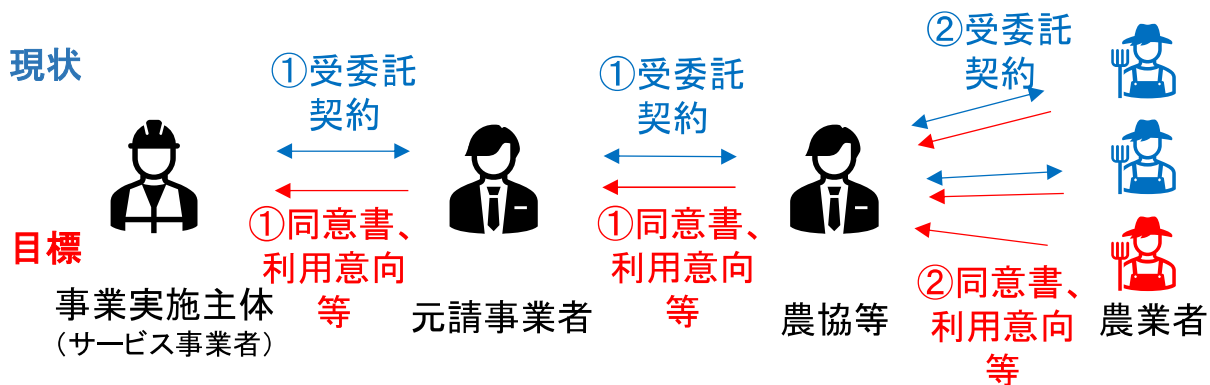 現状
①受委託
契約
①受委託
契約
②受委託
契約
目標
①同意書、
利用意向
等
①同意書、
利用意向
等
②同意書、
利用意向
等
事業実施主体
（サービス事業者）
元請事業者
農協等
農業者